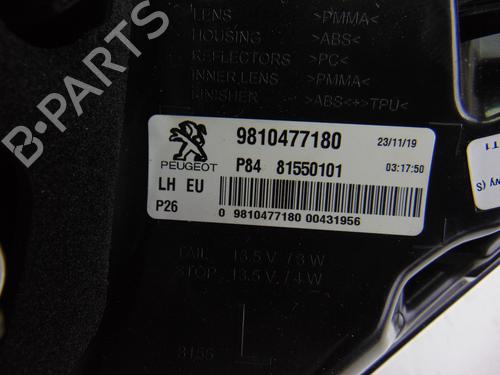 LENS >PMMA<
HOUSING >ABS<
REFLECTORS >PC<
INNER LENS >PMMA<
FINISHER >ABS<+>TPU<
PEUGEOT
9810477180 23/11/19
P84 81550101 03:17:50
LH EU
P26
0 9810477180 00431956
TAIL 13.5 V / 3 W
STOP 13.5 V / 4 W
8155
B-PARTS